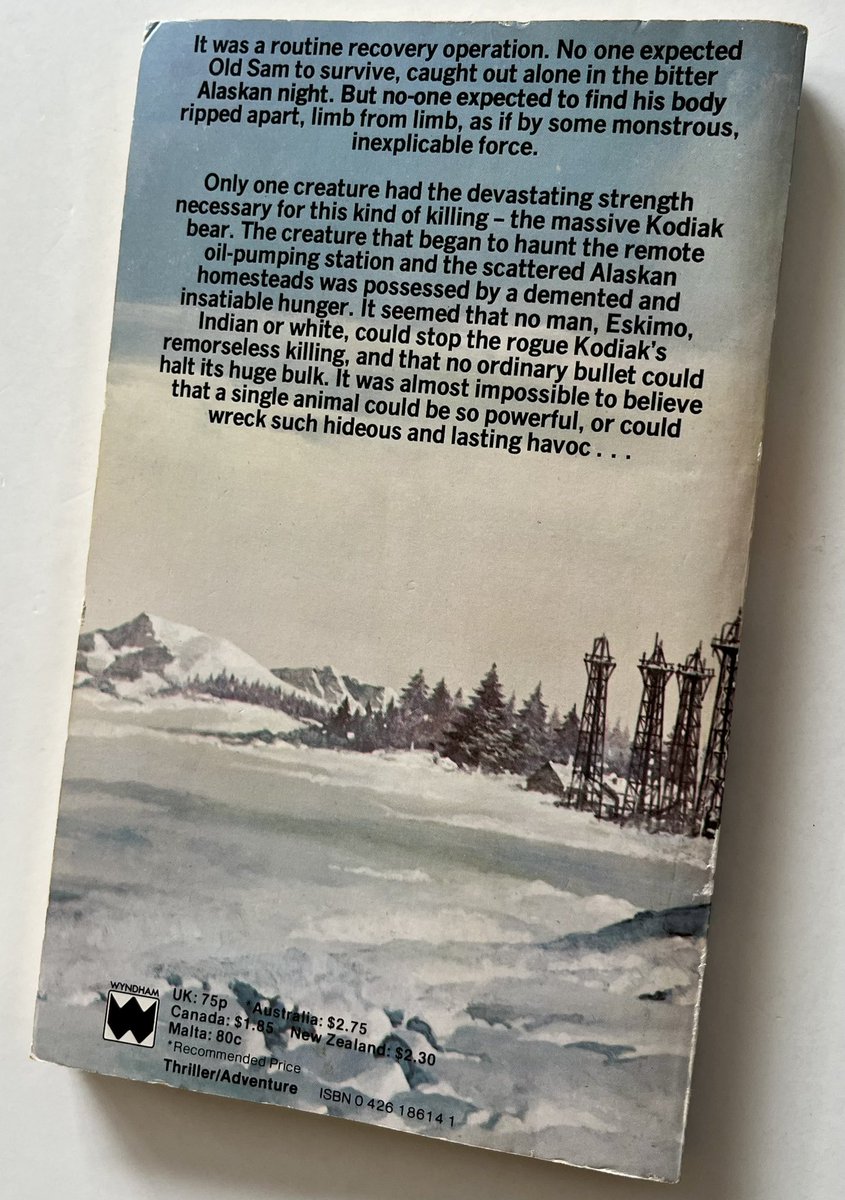 It was a routine recovery operation. No one expected
Old Sam to survive, caught out alone in the bitter
Alaskan night. But no-one expected to find his body
ripped apart, limb from limb, as if by some monstrous,
inexplicable force.
Only one creature had the devastating strength
necessary for this kind of killing – the massive Kodiak
bear. The creature that began to haunt the remote
oil-pumping station and the scattered Alaskan
homesteads was possessed by a demented and
insatiable hunger. It seemed that no man, Eskimo,
Indian or white, could stop the rogue Kodiak's
remorseless killing, and that no ordinary bullet could
halt its huge bulk. It was almost impossible to believe
that a single animal could be so powerful, or could
wreck such hideous and lasting havoc . . .
WYNDHAM
UK: 75p *Australia: $2.75
Canada: $1.85 New Zealand: $2.30
Malta: 80c
*Recommended Price
Thriller/Adventure ISBN 0 426 18614 1